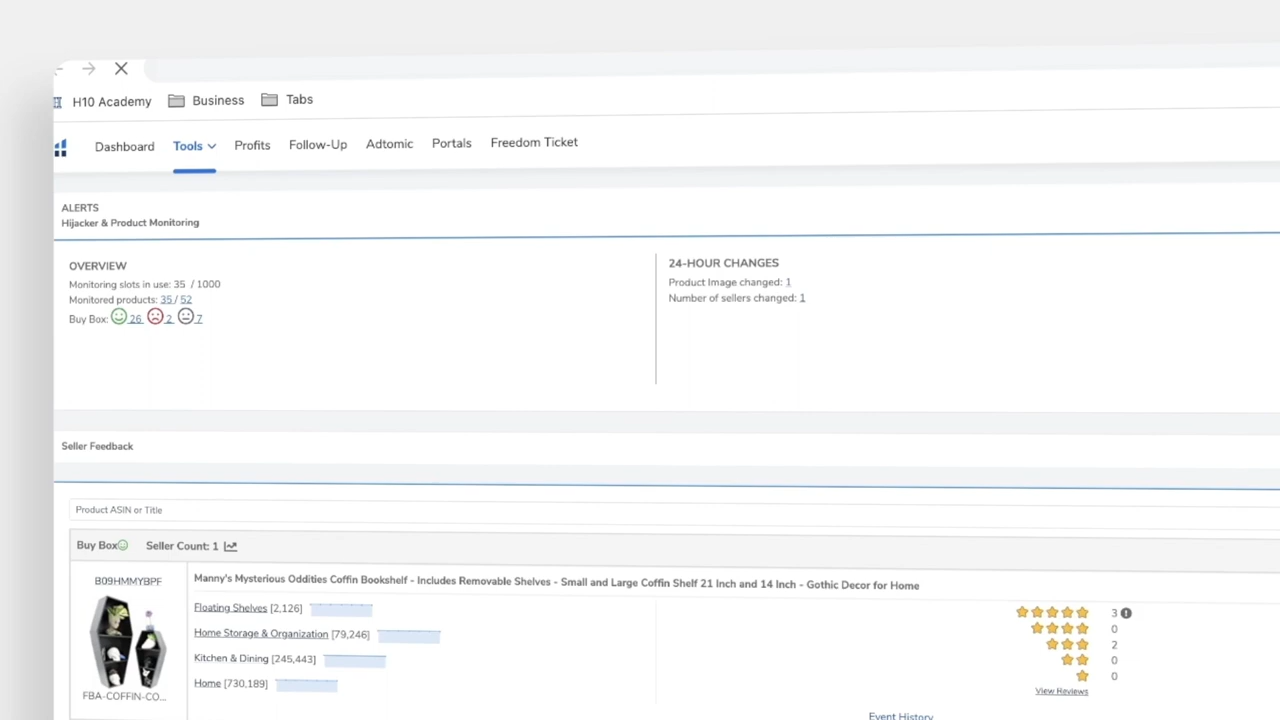 H10 Academy Business Tabs
Dashboard Tools Profits Follow-Up Adtomic Portals Freedom Ticket
ALERTS
Hijacker & Product Monitoring
OVERVIEW
Monitoring slots in use: 35 / 1000
Monitored products: 35 / 52
Buy Box: 26 2 7
24-HOUR CHANGES
Product Image changed: 1
Number of sellers changed: 1
Seller Feedback
Product ASIN or Title
Buy Box Seller Count: 1
B09HMMYBPF
FBA-COFFIN-CO...
Manny's Mysterious Oddities Coffin Bookshelf - Includes Removable Shelves - Small and Large Coffin Shelf 21 Inch and 14 Inch - Gothic Decor for Home
Floating Shelves [2,126]
Home Storage & Organization [79,246]
Kitchen & Dining [245,443]
Home [730,189]
3
0
2
0
0
View Reviews
Event History